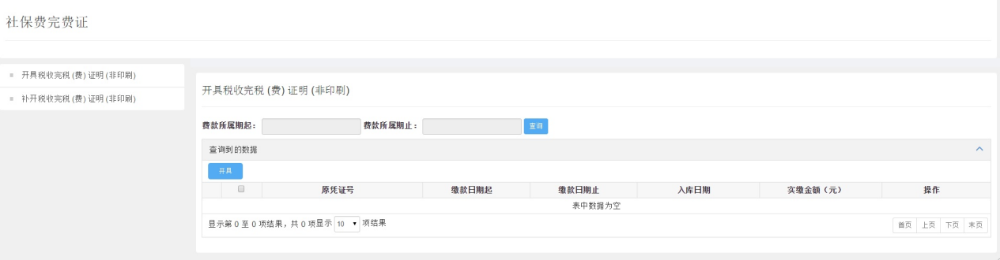 社保费完费证
开具税收完税 (费) 证明 (非印刷)
补开税收完税 (费) 证明 (非印刷)
开具税收完税 (费) 证明 (非印刷)
费款所属期起: 费款所属期止: 查询
查询到的数据
开具
原凭证号 缴款日期起 缴款日期止 入库日期 实缴金额（元） 操作
表中数据为空
显示第 0 至 0 项结果，共 0 项显示 10 项结果 首页 上页 下页 末页